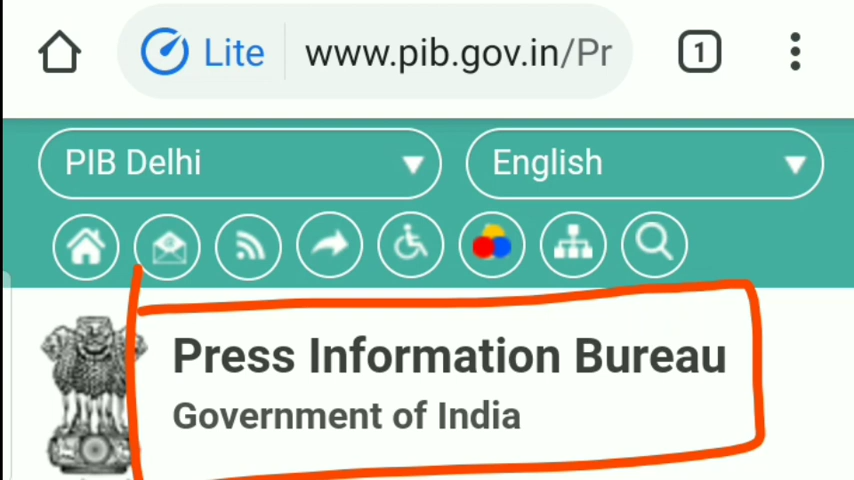 Lite www.pib.gov.in/Pr 1
PIB Delhi English
Press Information Bureau
Government of India